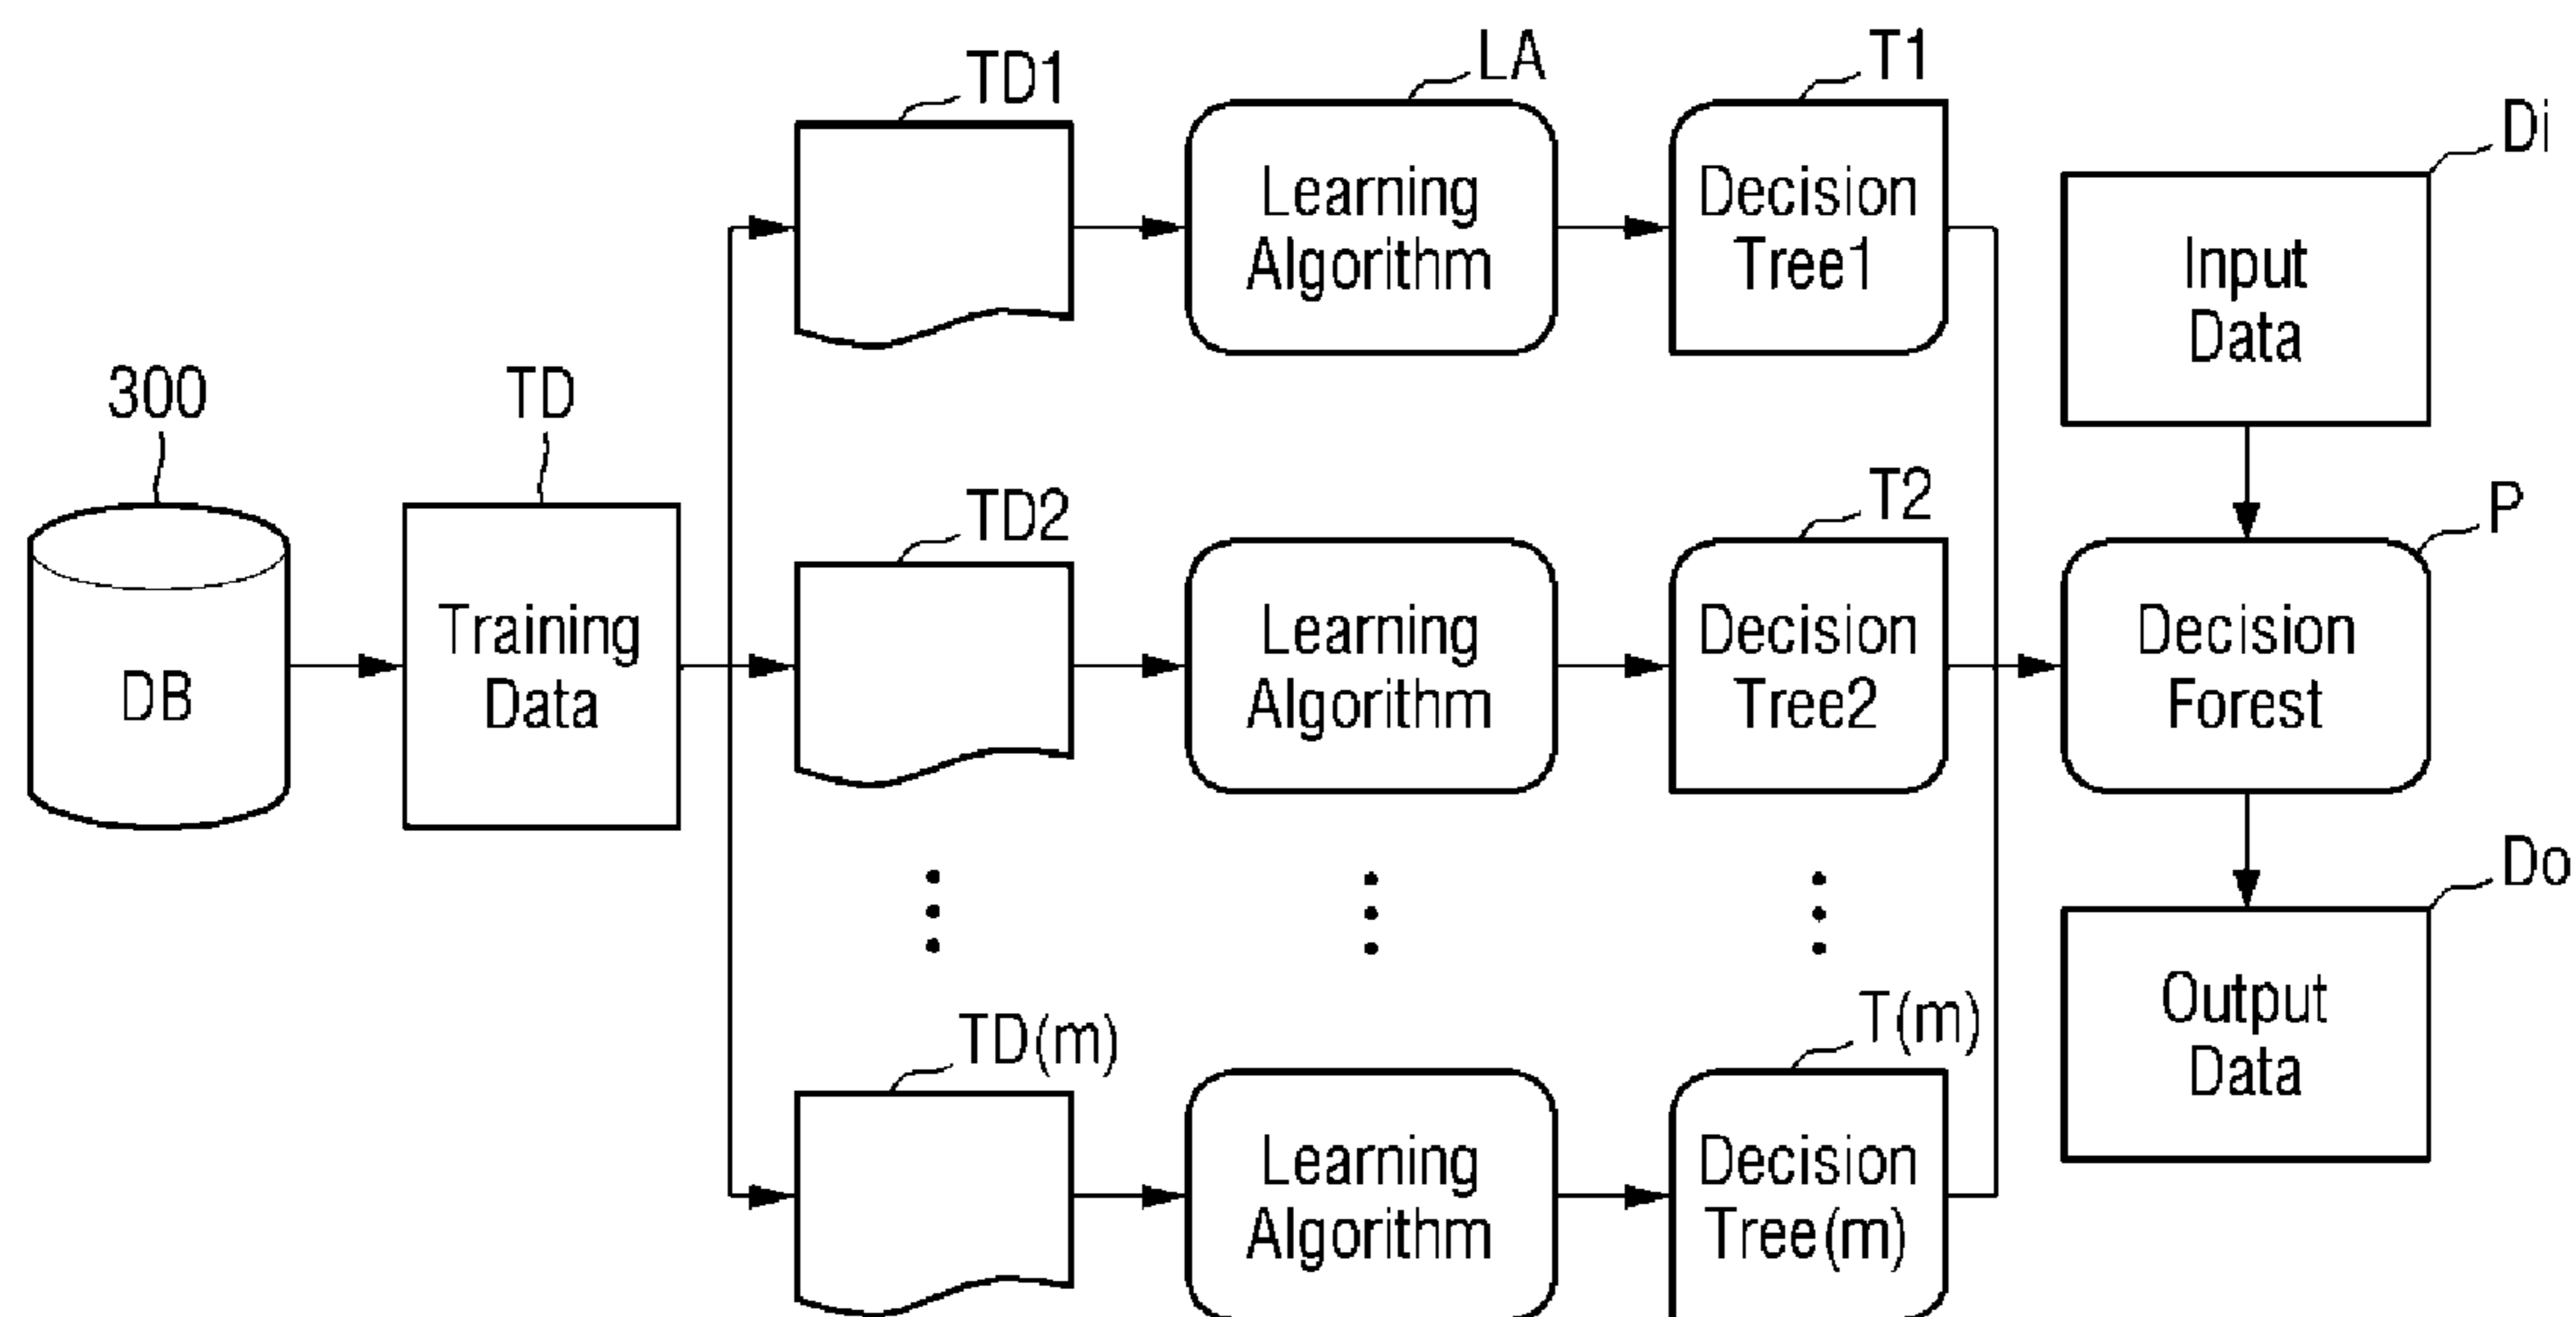 LA
T1
TD1
Di
Learning
Algorithm
Decision
Tree1
Input
Data
300
TD
TD2
T2
P
DB
Training
Data
Learning
Algorithm
Decision
Tree2
Decision
Forest
Do
TD(m)
T(m)
Output
Data
Learning
Algorithm
Decision
Tree(m)